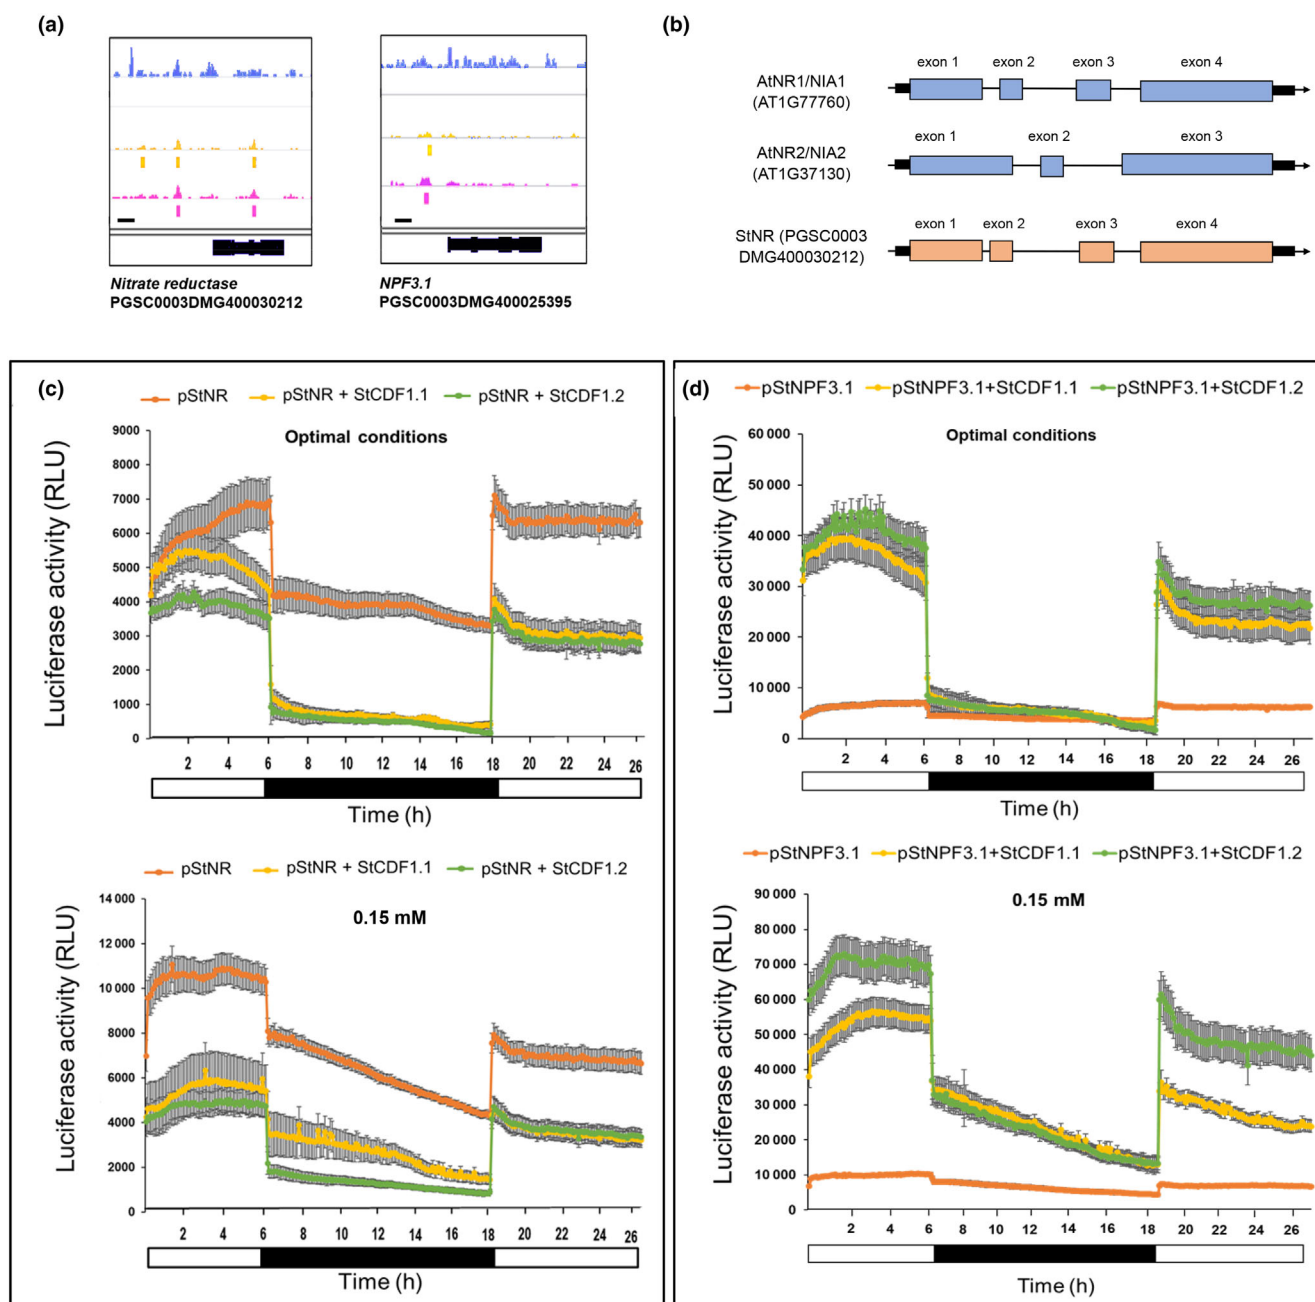 (a)
Nitrate reductase
PGSC0003DMG400030212
NPF3.1
PGSC0003DMG400025395
(b)
exon 1 exon 2 exon 3 exon 4
AtNR1/NIA1
(AT1G77760)
exon 1 exon 2 exon 3
AtNR2/NIA2
(AT1G37130)
exon 1 exon 2 exon 3 exon 4
StNR (PGSC0003
DMG400030212)
(c)
pStNR pStNR + StCDF1.1 pStNR + StCDF1.2
Optimal conditions
Luciferase activity (RLU)
9000
8000
7000
6000
5000
4000
3000
2000
1000
0
2 4 6 8 10 12 14 16 18 20 22 24 26
Time (h)
pStNR pStNR + StCDF1.1 pStNR + StCDF1.2
0.15 mM
Luciferase activity (RLU)
14 000
12 000
10 000
8000
6000
4000
2000
0
2 4 6 8 10 12 14 16 18 20 22 24 26
Time (h)
(d)
pStNPF3.1 pStNPF3.1+StCDF1.1 pStNPF3.1+StCDF1.2
Optimal conditions
Luciferase activity (RLU)
60 000
50 000
40 000
30 000
20 000
10 000
0
2 4 6 8 10 12 14 16 18 20 22 24 26
Time (h)
pStNPF3.1 pStNPF3.1+StCDF1.1 pStNPF3.1+StCDF1.2
0.15 mM
Luciferase activity (RLU)
90 000
80 000
70 000
60 000
50 000
40 000
30 000
20 000
10 000
0
2 4 6 8 10 12 14 16 18 20 22 24 26
Time (h)